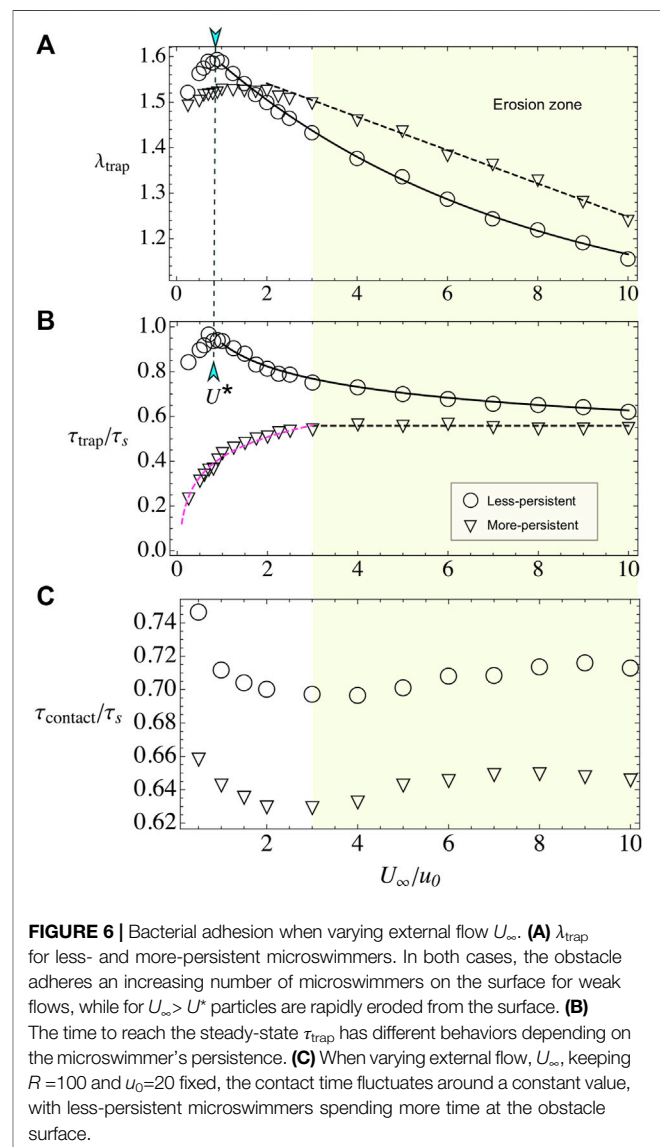 A
1.6
1.5
1.4
1.3
1.2
λtrap
Erosion zone
0 2 4 6 8 10
B
1.0
0.8
0.6
0.4
0.2
0.0
τtrap/τs
U*
Less-persistent
More-persistent
0 2 4 6 8 10
C
0.74
0.72
0.70
0.68
0.66
0.64
0.62
τcontact/τs
2 4 6 8 10
U∞/u0
FIGURE 6 | Bacterial adhesion when varying external flow U∞. (A) λtrap
for less- and more-persistent microswimmers. In both cases, the obstacle
adheres an increasing number of microswimmers on the surface for weak
flows, while for U∞> U* particles are rapidly eroded from the surface. (B)
The time to reach the steady-state τtrap has different behaviors depending on
the microswimmer's persistence. (C) When varying external flow, U∞, keeping
R =100 and u0=20 fixed, the contact time fluctuates around a constant value,
with less-persistent microswimmers spending more time at the obstacle
surface.